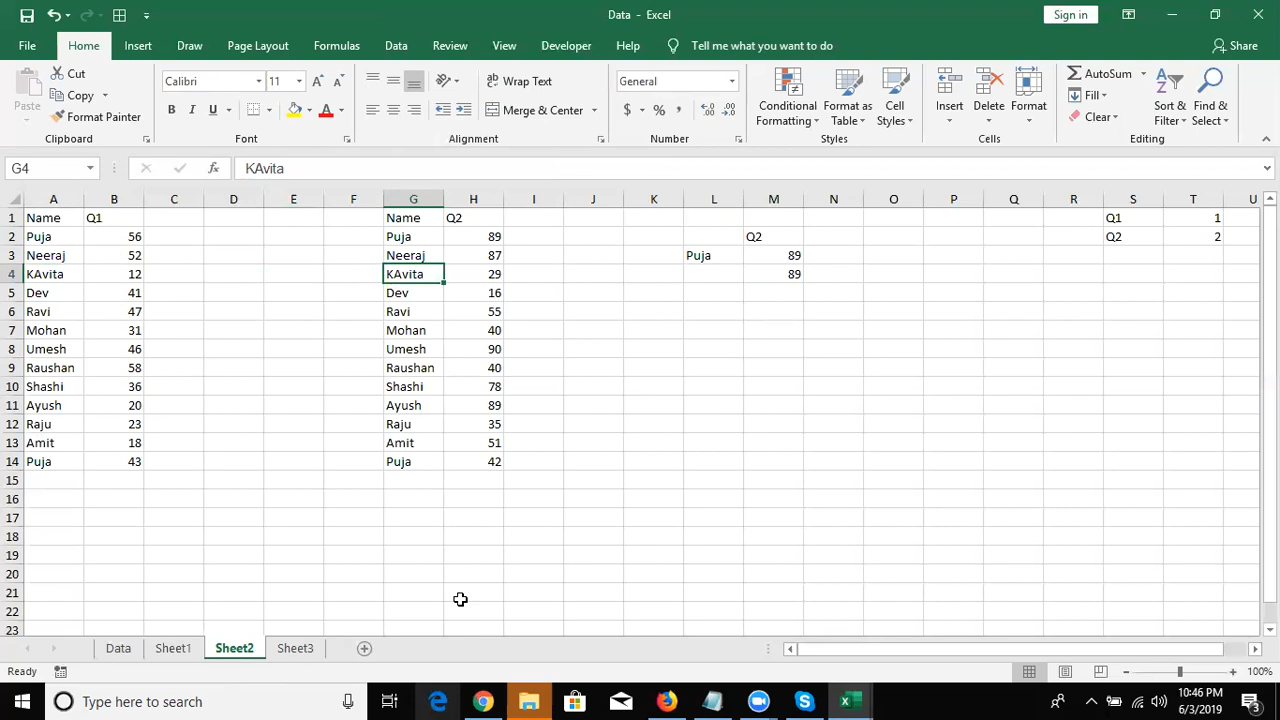 Data - Excel
Sign in
File Home Insert Draw Page Layout Formulas Data Review View Developer Help Tell me what you want to do Share
Paste Cut Copy Format Painter Clipboard
Calibri 11 A A B I U A Font
ab Wrap Text Merge & Center Alignment
General $ % , Number
Conditional Formatting Format as Table Cell Styles Styles
Insert Delete Format Cells
AutoSum Fill Clear Sort & Filter Find & Select Editing
G4 fx KAvita
A B C D E F G H I J K L M N O P Q R S T U
1 Name Q1 Name Q2 Q1 1
2 Puja 56 Puja 89 Q2 Q2 2
3 Neeraj 52 Neeraj 87 Puja 89
4 KAvita 12 KAvita 29 89
5 Dev 41 Dev 16
6 Ravi 47 Ravi 55
7 Mohan 31 Mohan 40
8 Umesh 46 Umesh 90
9 Raushan 58 Raushan 40
10 Shashi 36 Shashi 78
11 Ayush 20 Ayush 89
12 Raju 23 Raju 35
13 Amit 18 Amit 51
14 Puja 43 Puja 42
15
16
17
18
19
20
21
22
23
Data Sheet1 Sheet2 Sheet3
Ready 100%
Type here to search 10:46 PM
6/3/2019 3